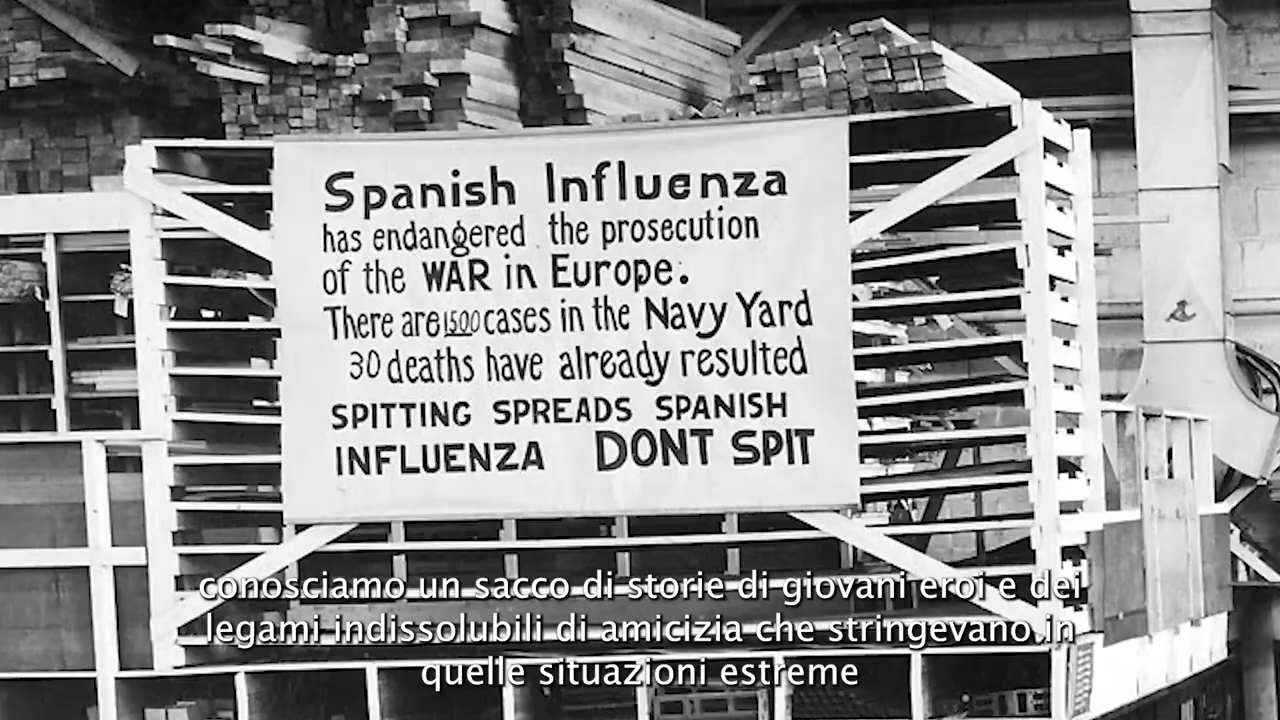 Spanish Influenza
has endangered the prosecution
of the WAR in Europe.
There are 1500 cases in the Navy Yard
30 deaths have already resulted
SPITTING SPREADS SPANISH
INFLUENZA DONT SPIT
conosciamo un sacco di storie di giovani eroi e dei
legami indissolubili di amicizia che stringevano in
quelle situazioni estreme